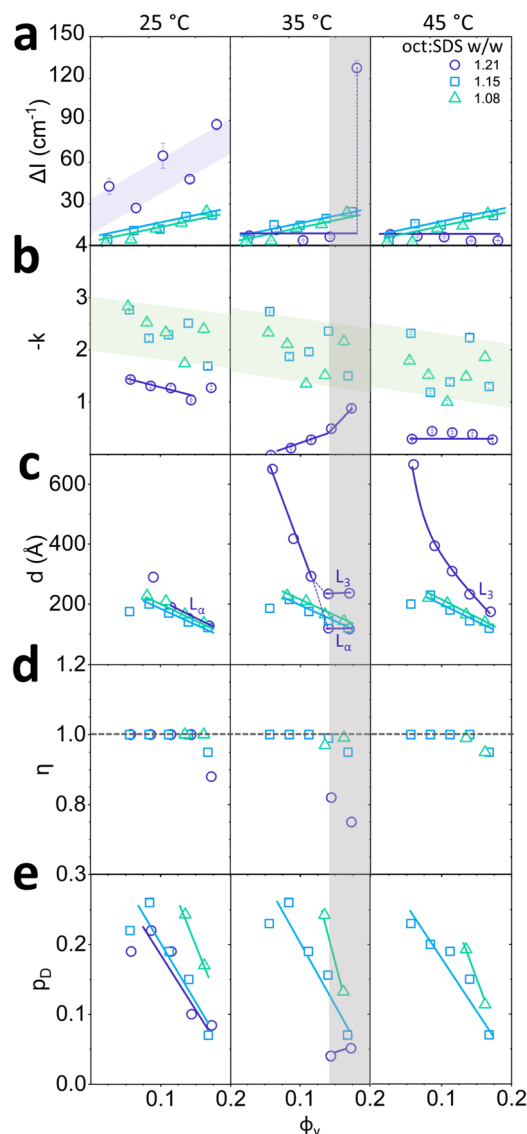 25 °C 35 °C 45 °C
a
oct:SDS w/w
1.21
1.15
1.08
ΔI (cm⁻¹)
150
120
90
60
30
4
b
-k
3
2
1
c
d (Å)
600
400
200
Lα
L₃
Lα
L₃
d
η
1.2
1.0
0.8
e
p_D
0.3
0.2
0.1
0.0
0.1 0.2 0.1 0.2 0.1 0.2
ϕᵥ